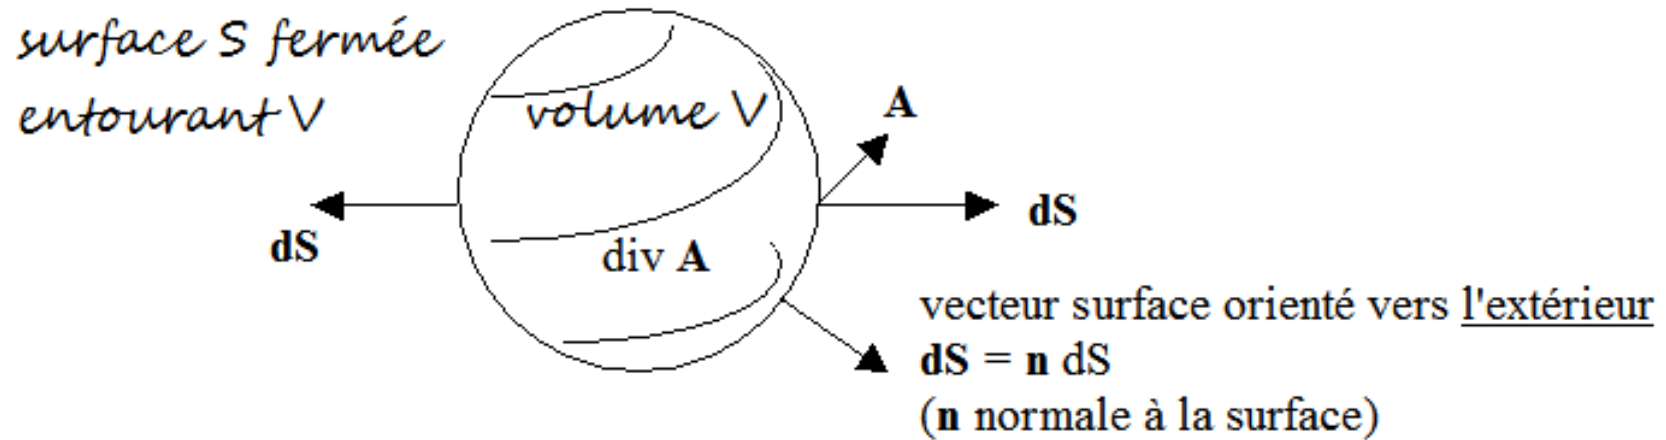 surface S fermée
entourant V
volume V
A
dS
dS
div A
vecteur surface orienté vers l'extérieur
dS = n dS
(n normale à la surface)